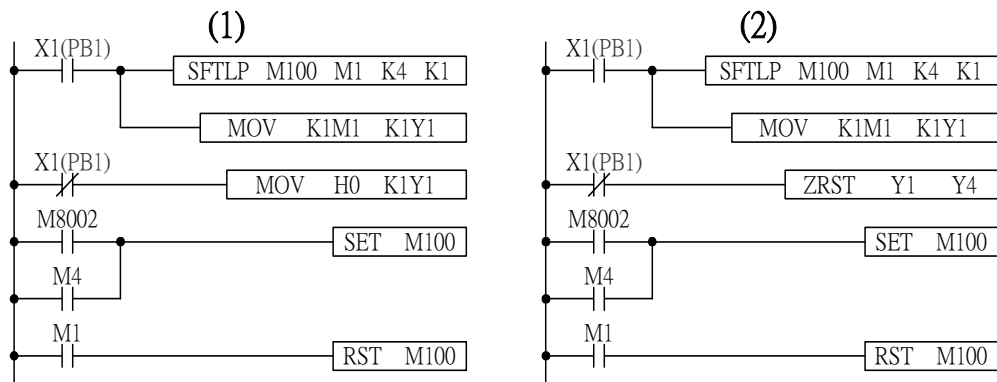 (1)
X1(PB1)
SFTLP M100 M1 K4 K1
MOV K1M1 K1Y1
X1(PB1)
MOV H0 K1Y1
M8002
SET M100
M4
M1
RST M100
(2)
X1(PB1)
SFTLP M100 M1 K4 K1
MOV K1M1 K1Y1
X1(PB1)
ZRST Y1 Y4
M8002
SET M100
M4
M1
RST M100